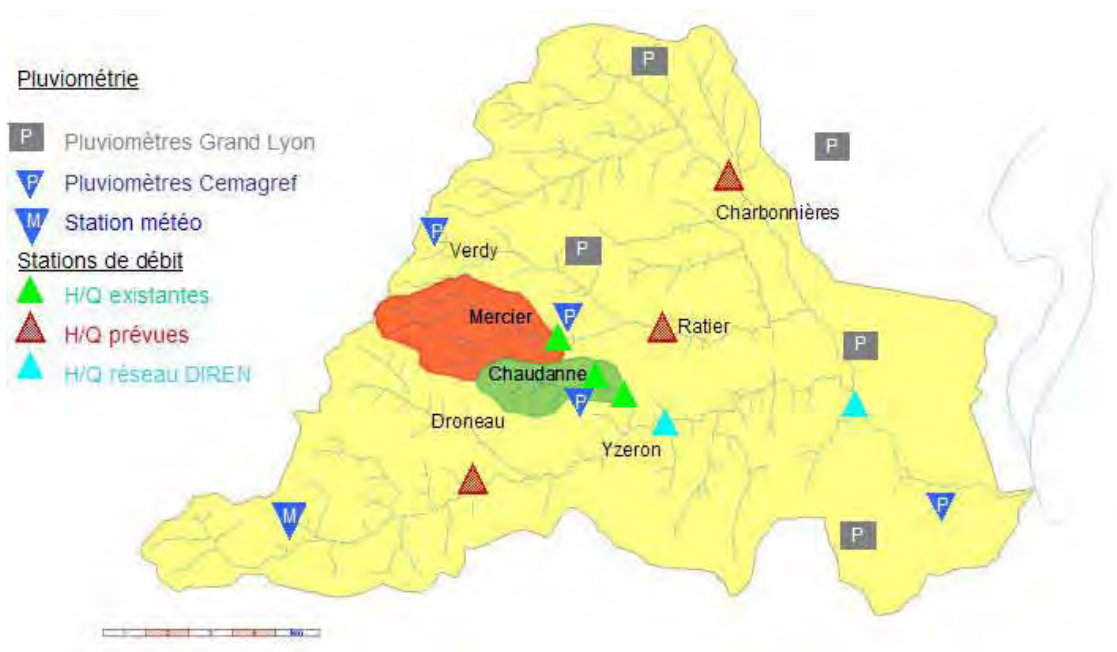 Pluviométrie
P Pluviomètres Grand Lyon
P Pluviomètres Cemagref
M Station météo
Stations de débit
H/Q existantes
H/Q prévues
H/Q réseau DIREN
P
P
Charbonnières
P
Verdy
P
Mercier
P
Ratier
P
Chaudanne
P
Droneau
Yzeron
M
P
P